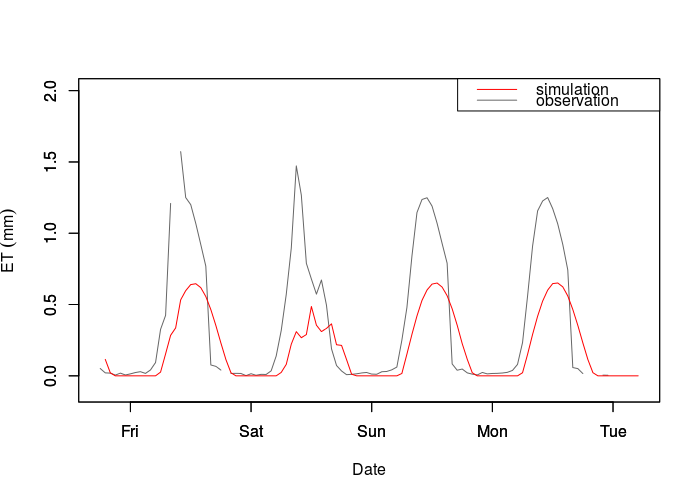 simulation
observation
2.0
1.5
1.0
0.5
0.0
ET (mm)
Fri Sat Sun Mon Tue
Date